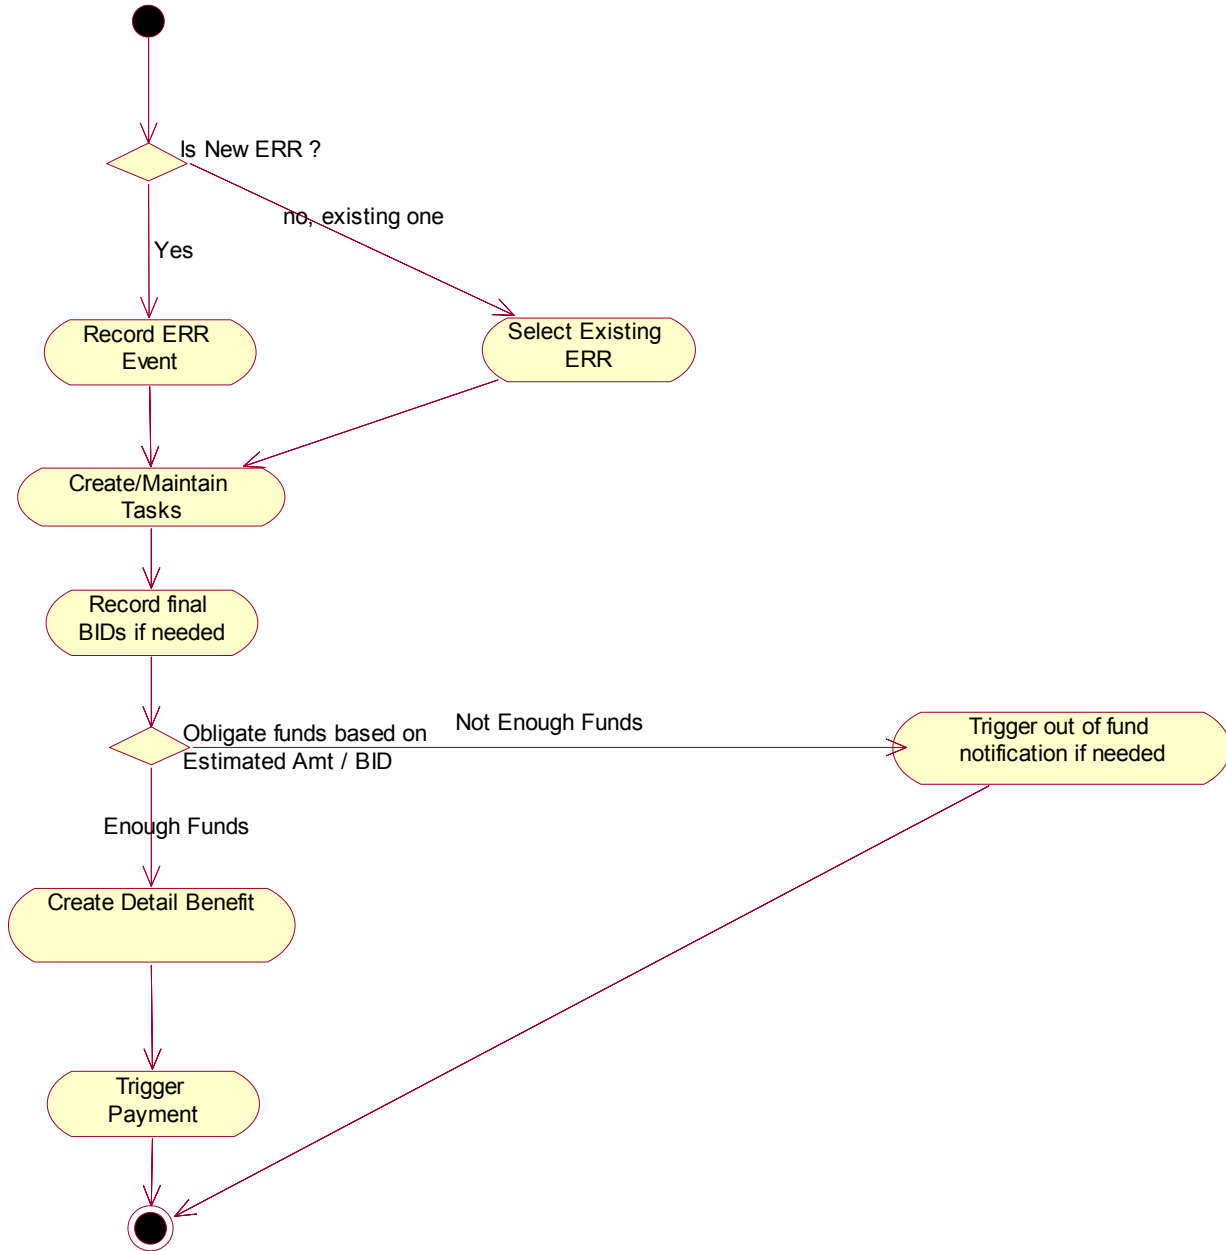 Is New ERR ?
no, existing one
Yes
Record ERR
Event
Select Existing
ERR
Create/Maintain
Tasks
Record final
BIDs if needed
Obligate funds based on
Estimated Amt / BID
Not Enough Funds
Trigger out of fund
notification if needed
Enough Funds
Create Detail Benefit
Trigger
Payment